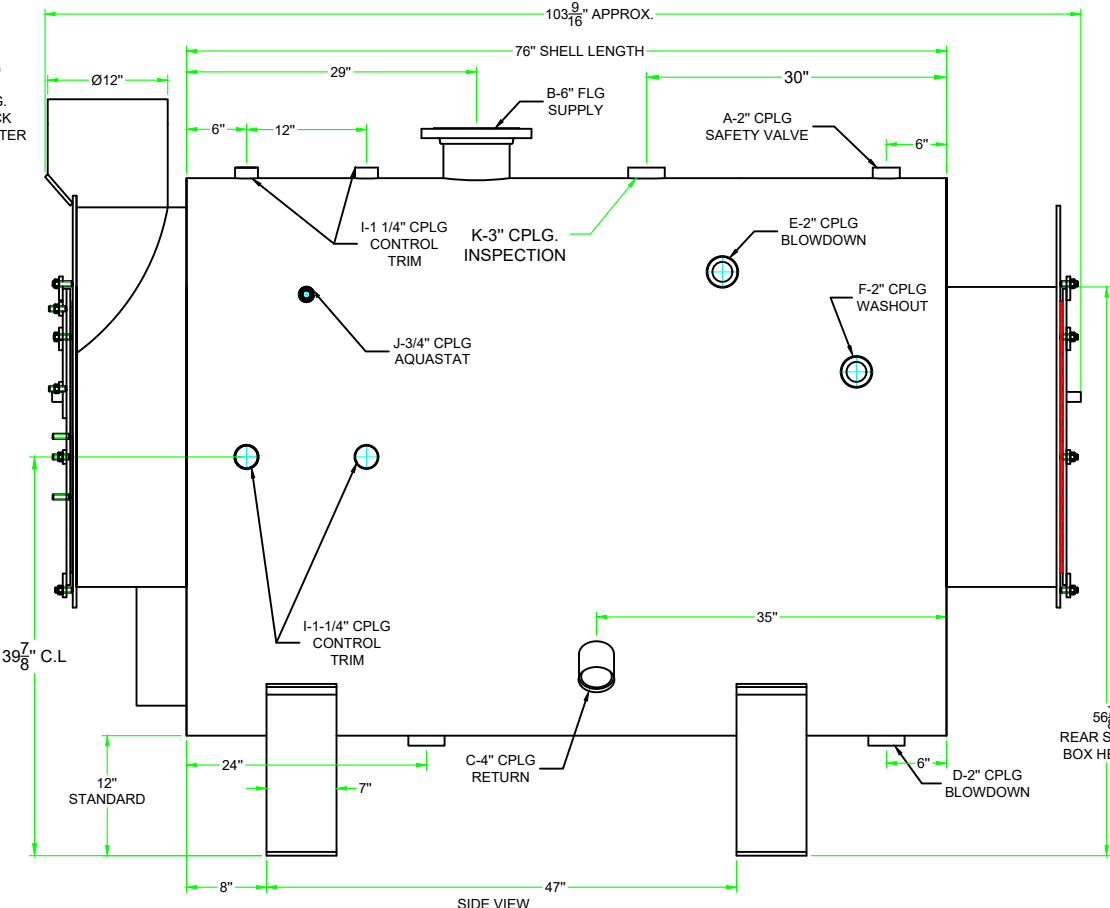 103 9/16" APPROX.
76" SHELL LENGTH
Ø12"
29"
30"
B-6" FLG
SUPPLY
A-2" CPLG
SAFETY VALVE
6"
12"
6"
I-1 1/4" CPLG
CONTROL
TRIM
K-3" CPLG.
INSPECTION
E-2" CPLG
BLOWDOWN
F-2" CPLG
WASHOUT
J-3/4" CPLG
AQUASTAT
I-1-1/4" CPLG
CONTROL
TRIM
35"
39 7/8" C.L
C-4" CPLG
RETURN
24"
7"
12"
STANDARD
6"
D-2" CPLG
BLOWDOWN
REAR
BOX
8"
47"
SIDE VIEW